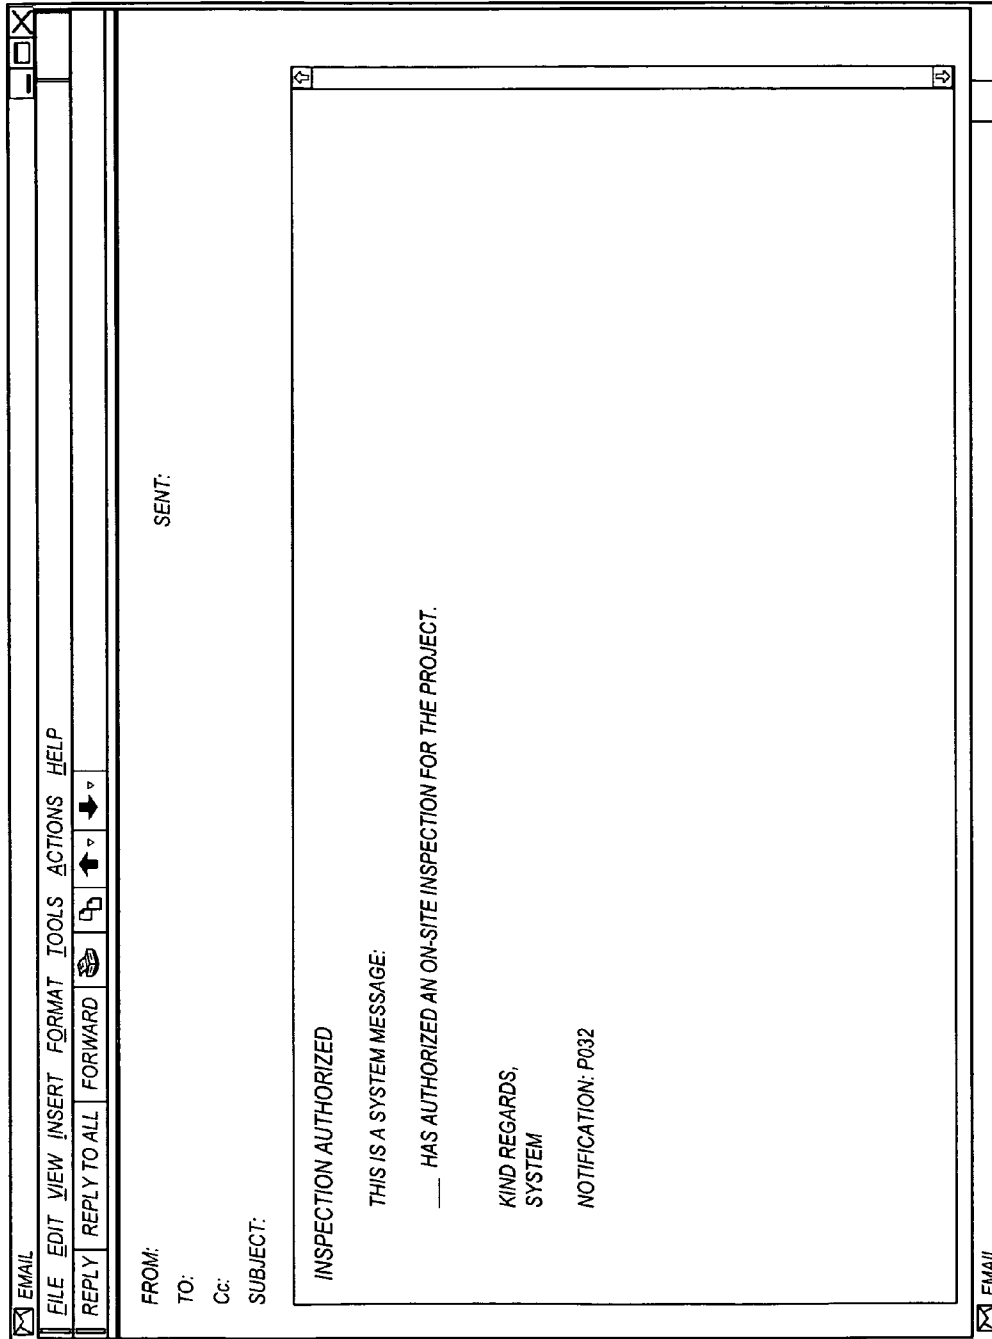 EMAIL
FILE EDIT VIEW INSERT FORMAT TOOLS ACTIONS HELP
REPLY REPLY TO ALL FORWARD
FROM: SENT:
TO:
Cc:
SUBJECT:
INSPECTION AUTHORIZED
THIS IS A SYSTEM MESSAGE:
___ HAS AUTHORIZED AN ON-SITE INSPECTION FOR THE PROJECT.
KIND REGARDS,
SYSTEM
NOTIFICATION: P032
EMAIL